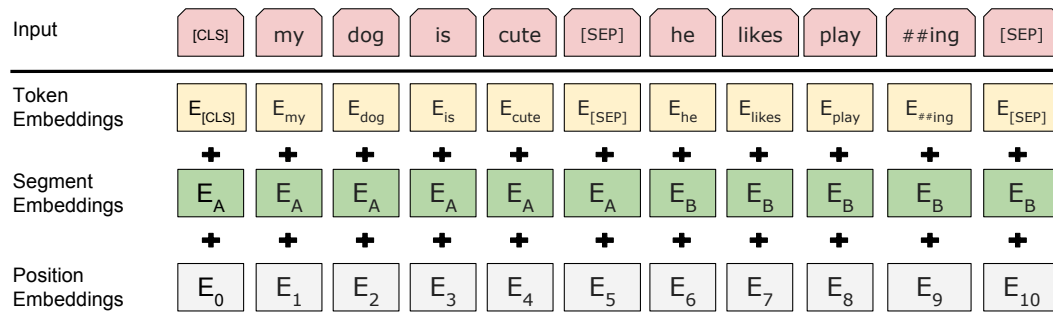 Input [CLS] my dog is cute [SEP] he likes play ##ing [SEP]
Token Embeddings E[CLS] Emy Edog Eis Ecute E[SEP] Ehe Elikes Eplay E##ing E[SEP]
+ + + + + + + + + + +
Segment Embeddings EA EA EA EA EA EA EB EB EB EB EB
+ + + + + + + + + + +
Position Embeddings E0 E1 E2 E3 E4 E5 E6 E7 E8 E9 E10